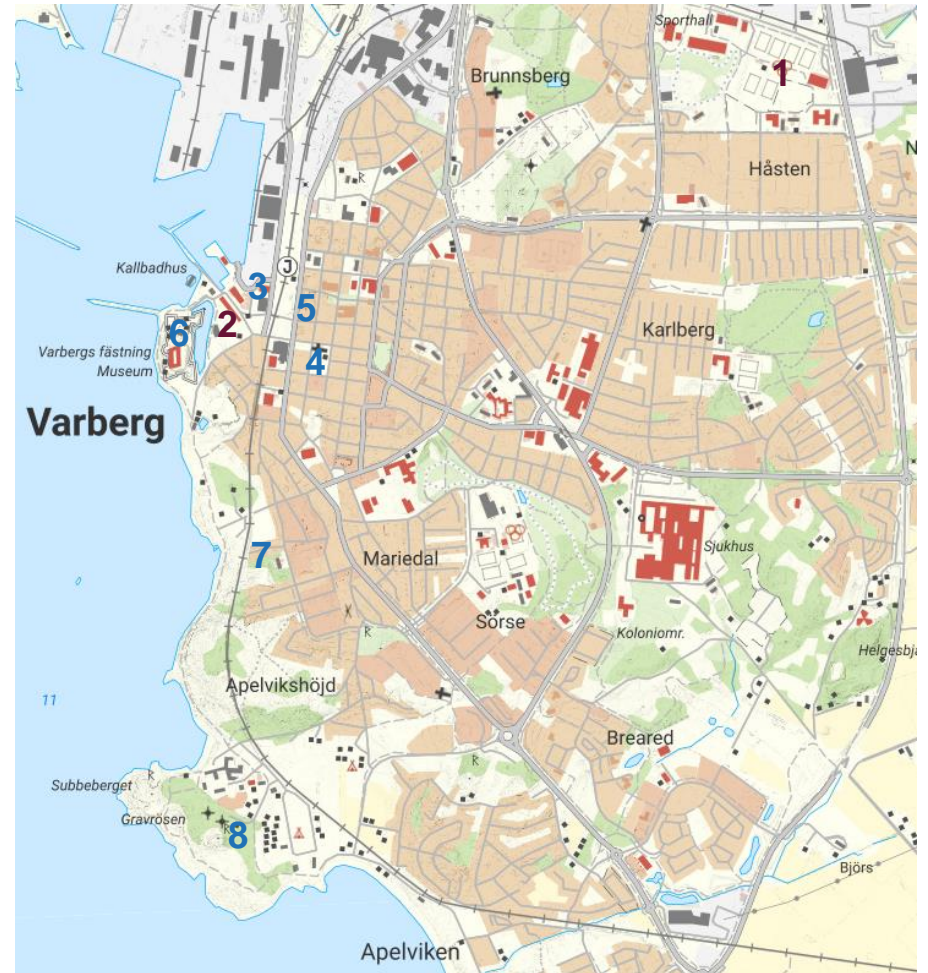 Sporthall
1
Brunnsberg
Håsten
N
Kallbadhus
J
3
5
2
6
Karlberg
4
Varbergs fästning
Museum
Varberg
7
Mariedal
Sjukhus
Sörse
Koloniomr.
Helgesbja
Apelvikshöjd
11
Breared
Subbeberget
R
Gravrösen
8
Björs
Apelviken